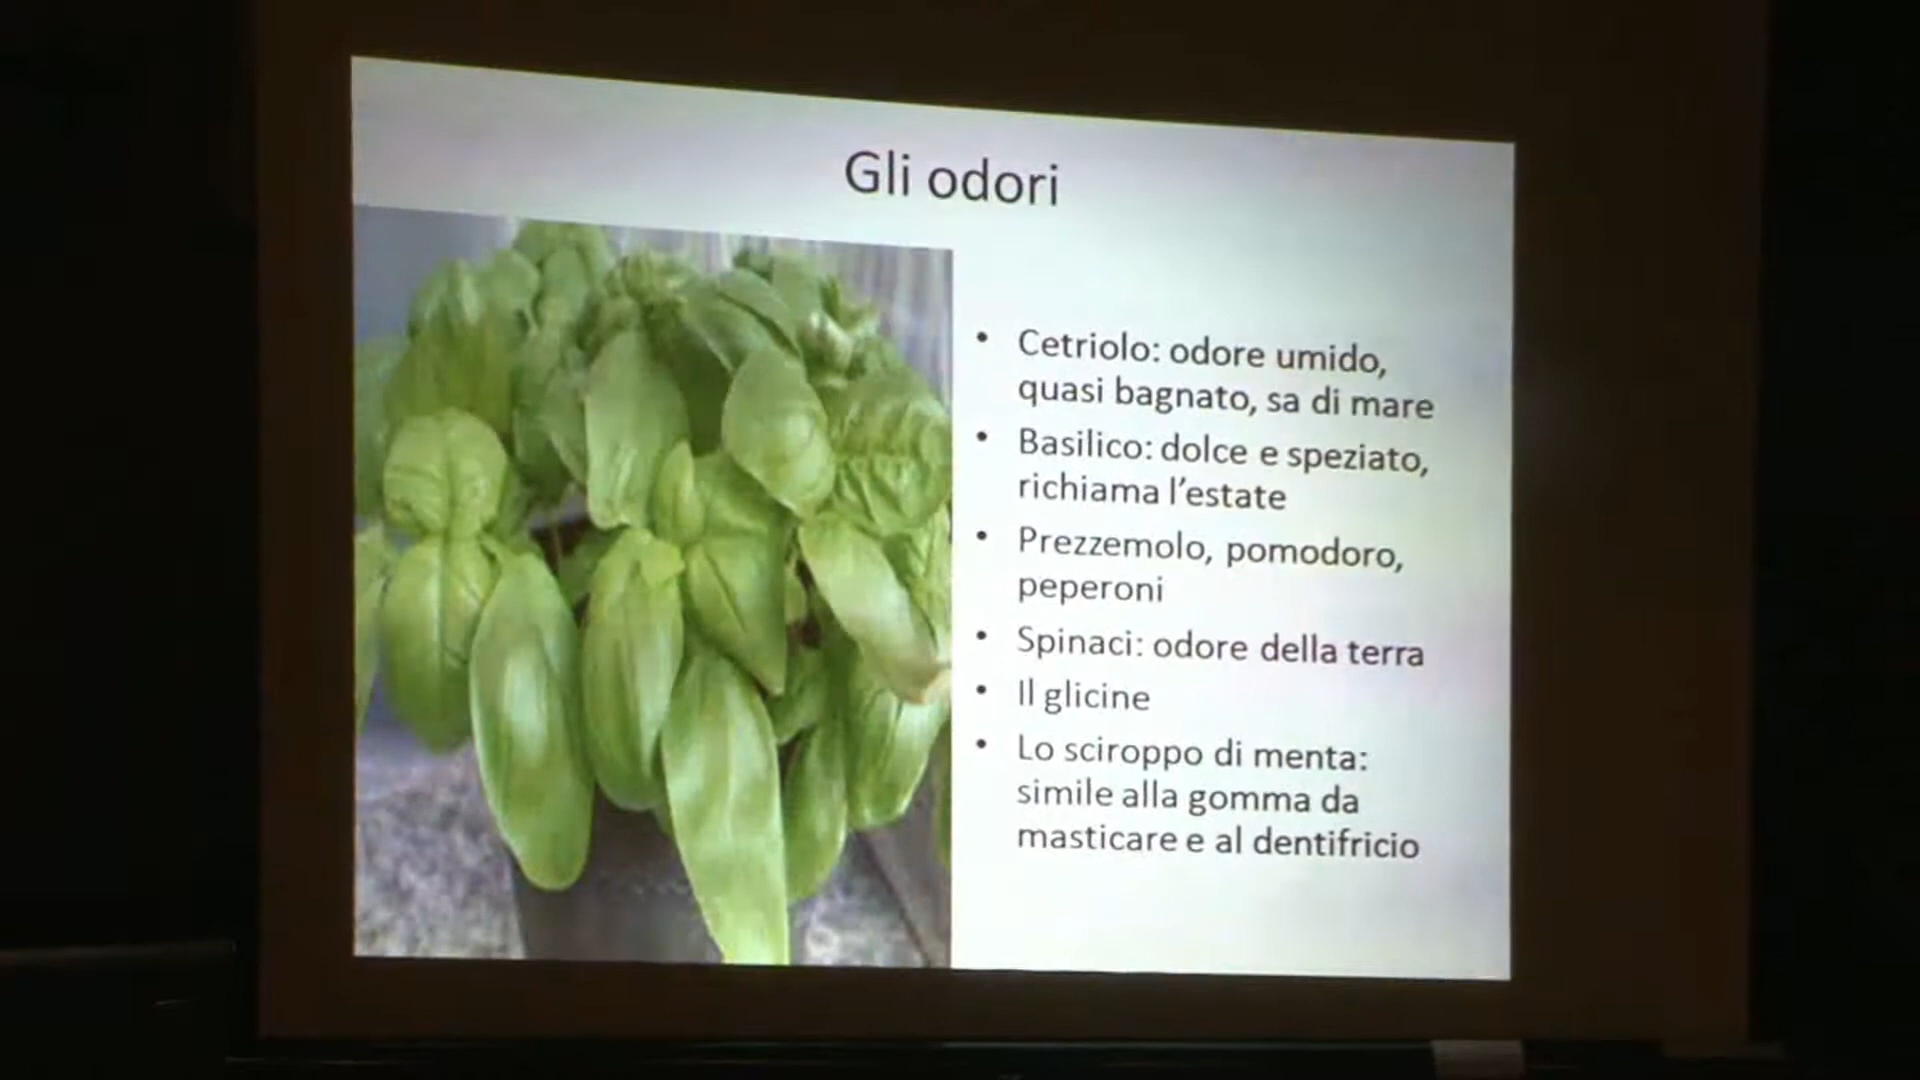 Gli odori
• Cetriolo: odore umido,
quasi bagnato, sa di mare
• Basilico: dolce e speziato,
richiama l'estate
• Prezzemolo, pomodoro,
peperoni
• Spinaci: odore della terra
• Il glicine
• Lo sciroppo di menta:
simile alla gomma da
masticare e al dentifricio